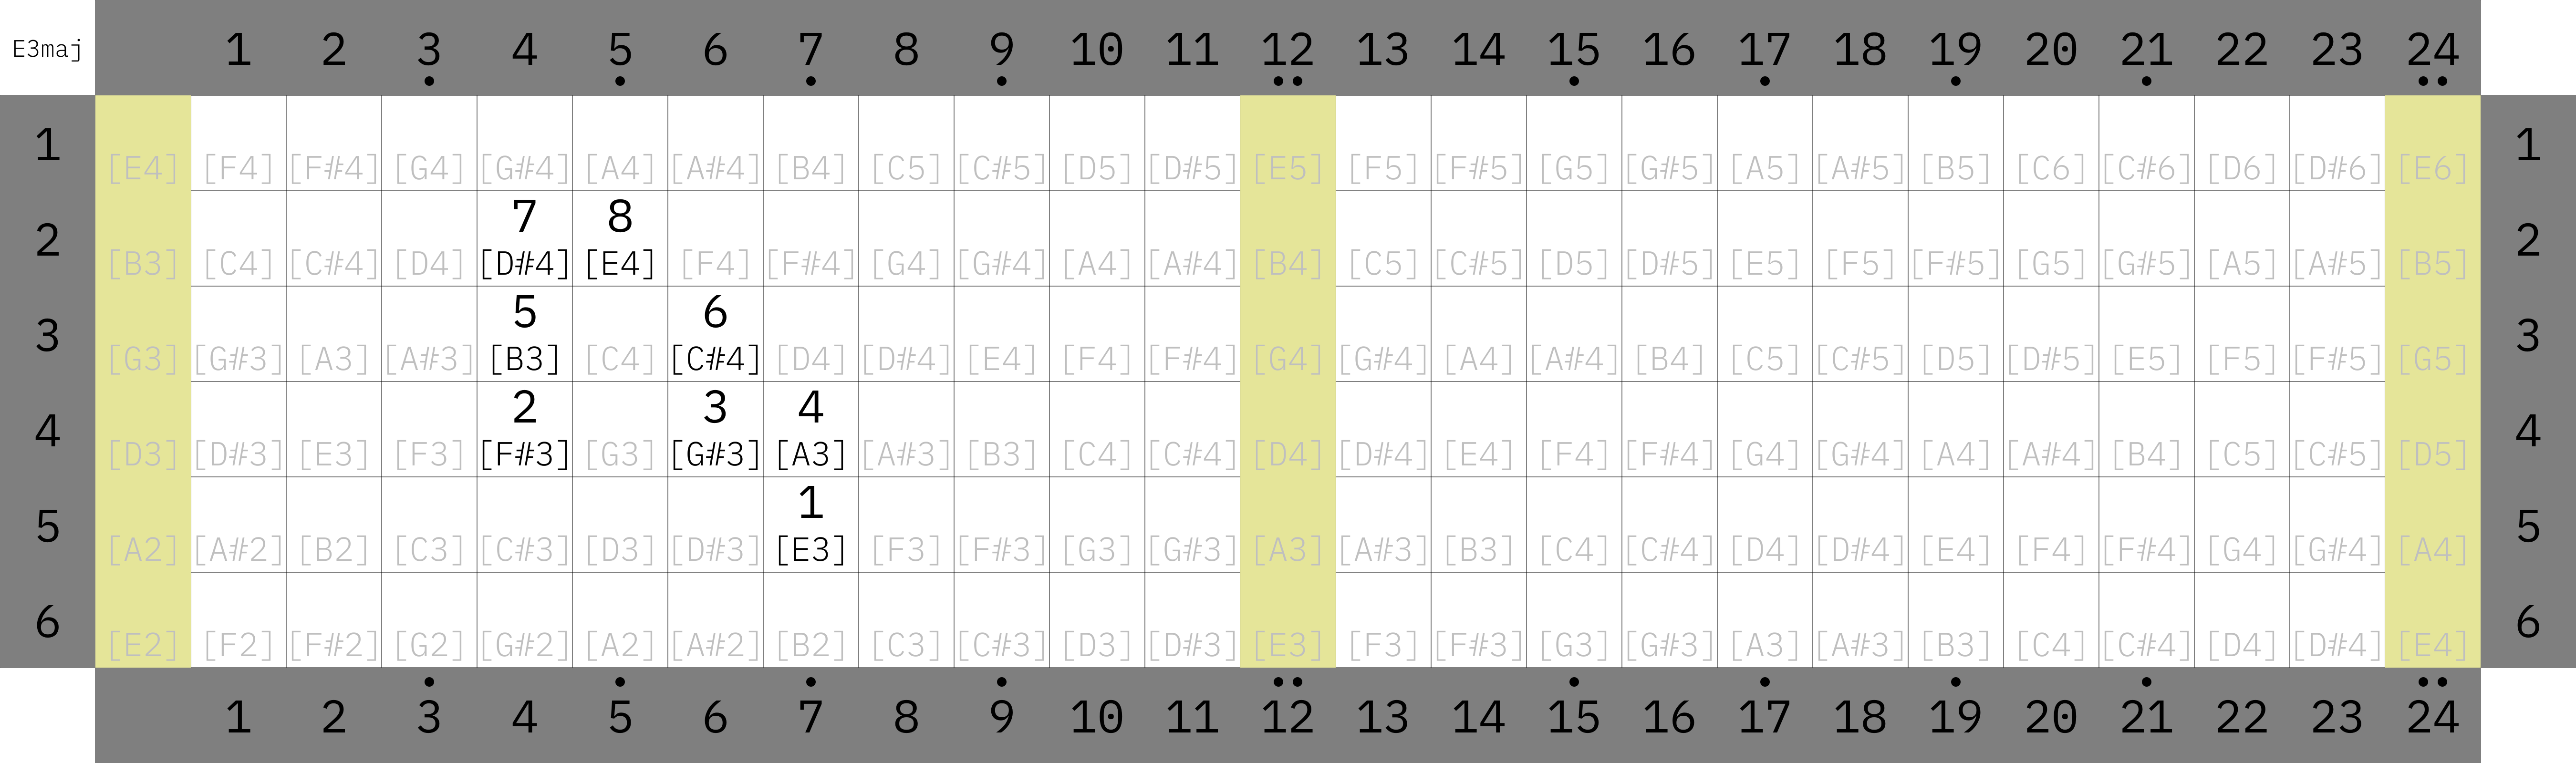 E3maj 1 2 3 4 5 6 7 8 9 10 11 12 13 14 15 16 17 18 19 20 21 22 23 24
1 [E4] [F4] [F#4] [G4] [G#4] [A4] [A#4] [B4] [C5] [C#5] [D5] [D#5] [E5] [F5] [F#5] [G5] [G#5] [A5] [A#5] [B5] [C6] [C#6] [D6] [D#6] [E6] 1
7 8
2 [B3] [C4] [C#4] [D4] [D#4] [E4] [F4] [F#4] [G4] [G#4] [A4] [A#4] [B4] [C5] [C#5] [D5] [D#5] [E5] [F5] [F#5] [G5] [G#5] [A5] [A#5] [B5] 2
5 6
3 [G3] [G#3] [A3] [A#3] [B3] [C4] [C#4] [D4] [D#4] [E4] [F4] [F#4] [G4] [G#4] [A4] [A#4] [B4] [C5] [C#5] [D5] [D#5] [E5] [F5] [F#5] [G5] 3
2 3 4
4 [D3] [D#3] [E3] [F3] [F#3] [G3] [G#3] [A3] [A#3] [B3] [C4] [C#4] [D4] [D#4] [E4] [F4] [F#4] [G4] [G#4] [A4] [A#4] [B4] [C5] [C#5] [D5] 4
1
5 [A2] [A#2] [B2] [C3] [C#3] [D3] [D#3] [E3] [F3] [F#3] [G3] [G#3] [A3] [A#3] [B3] [C4] [C#4] [D4] [D#4] [E4] [F4] [F#4] [G4] [G#4] [A4] 5
6 [E2] [F2] [F#2] [G2] [G#2] [A2] [A#2] [B2] [C3] [C#3] [D3] [D#3] [E3] [F3] [F#3] [G3] [G#3] [A3] [A#3] [B3] [C4] [C#4] [D4] [D#4] [E4] 6
1 2 3 4 5 6 7 8 9 10 11 12 13 14 15 16 17 18 19 20 21 22 23 24